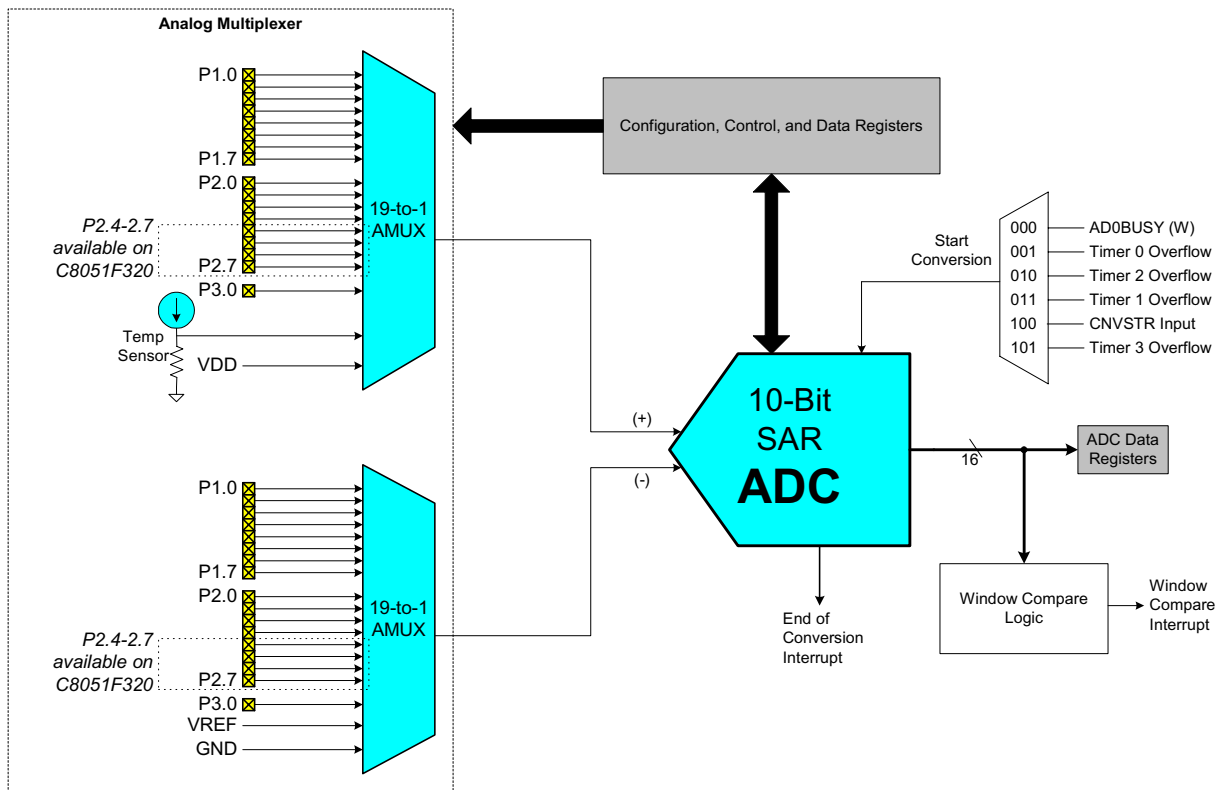 Analog Multiplexer
P1.0
P1.7
P2.0
P2.4-2.7
available on
C8051F320
P2.7
P3.0
Temp
Sensor
VDD
19-to-1
AMUX
Configuration, Control, and Data Registers
Start
Conversion
000
001
010
011
100
101
AD0BUSY (W)
Timer 0 Overflow
Timer 2 Overflow
Timer 1 Overflow
CNVSTR Input
Timer 3 Overflow
(+)
(-)
10-Bit
SAR
ADC
16
ADC Data
Registers
End of
Conversion
Interrupt
Window Compare
Logic
Window
Compare
Interrupt
P1.0
P1.7
P2.0
P2.4-2.7
available on
C8051F320
P2.7
P3.0
VREF
GND
19-to-1
AMUX